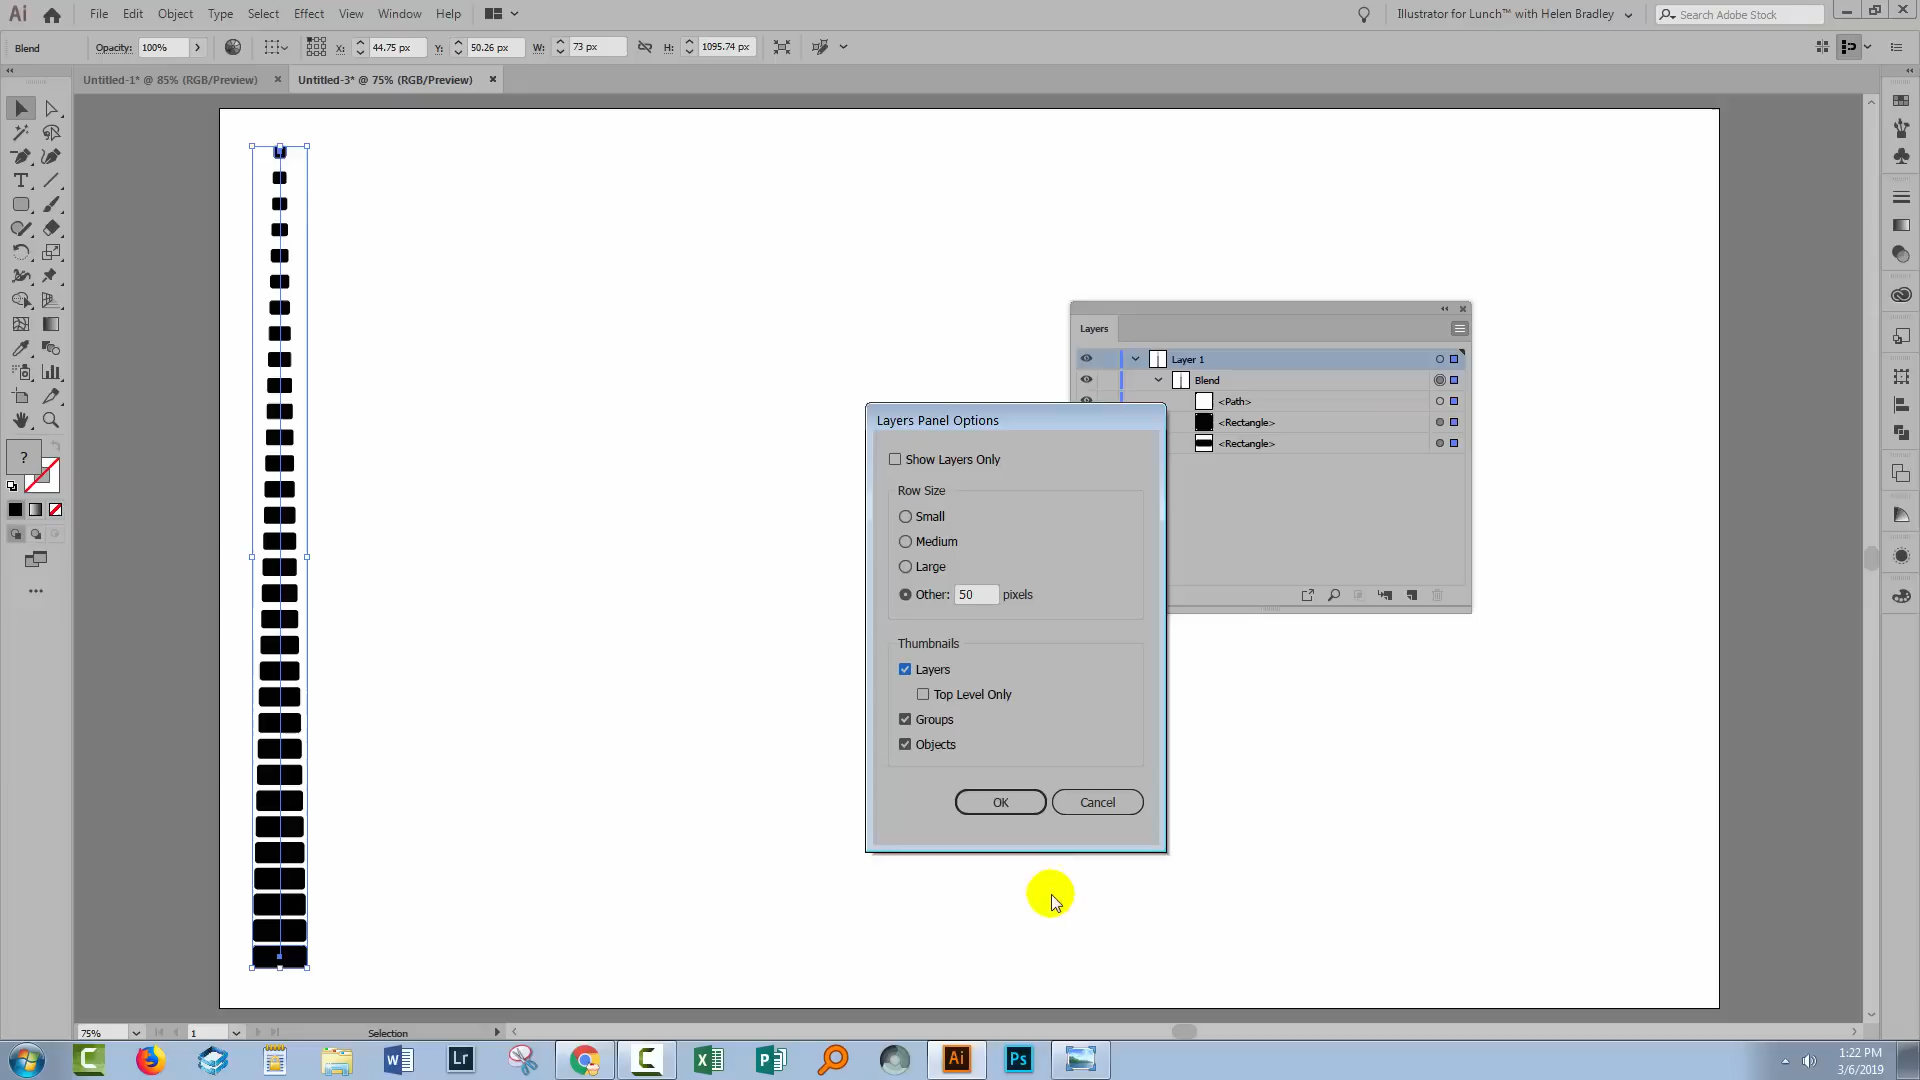 Ai File Edit Object Type Select Effect View Window Help Illustrator for Lunch™ with Helen Bradley Search Adobe Stock
Blend Opacity: 100% X: 44.75 px Y: 50.26 px W: 73 px H: 1095.74 px
Untitled-1* @ 85% (RGB/Preview) Untitled-3* @ 75% (RGB/Preview)
Layers
Layer 1
Blend
<Path>
<Rectangle>
<Rectangle>
Layers Panel Options
Show Layers Only
Row Size
Small
Medium
Large
Other: 50 pixels
Thumbnails
Layers
Top Level Only
Groups
Objects
OK Cancel
?
75% 1 Selection
Lr Ai Ps
1:22 PM
3/6/2019